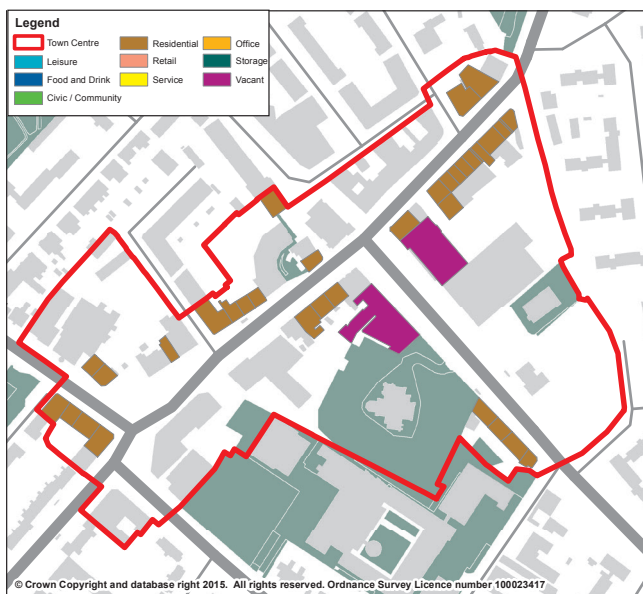 Legend
Town Centre
Residential
Office
Leisure
Retail
Storage
Food and Drink
Service
Vacant
Civic / Community
© Crown Copyright and database right 2015. All rights reserved. Ordnance Survey Licence number 100023417